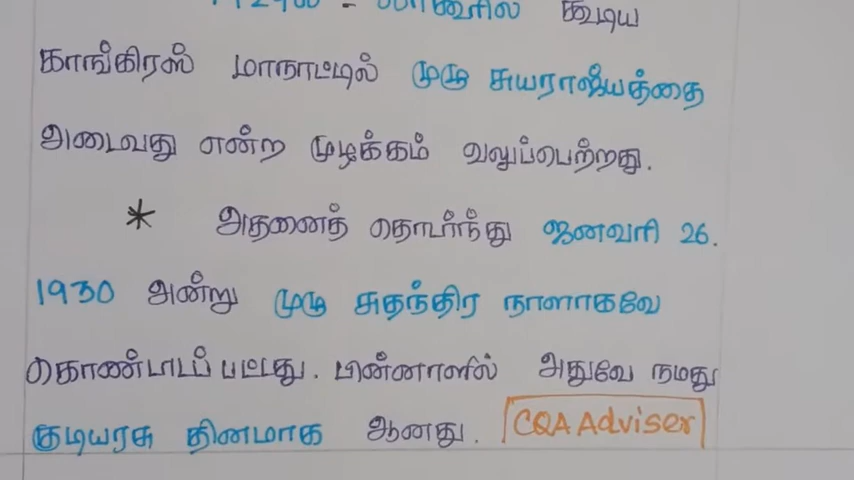 1929ல் - லாகூரில் கூடிய
காங்கிரஸ் மாநாட்டில் முழு சுயராஜ்யத்தை
அடைவது என்ற முழக்கம் வலுப்பெற்றது.
* அதனைத் தொடர்ந்து ஜனவரி 26.
1930 அன்று முழு சுதந்திர நாளாகவே
கொண்டாடப் பட்டது. பின்னாளில் அதுவே நமது
குடியரசு தினமாக ஆனது. CQA Adviser